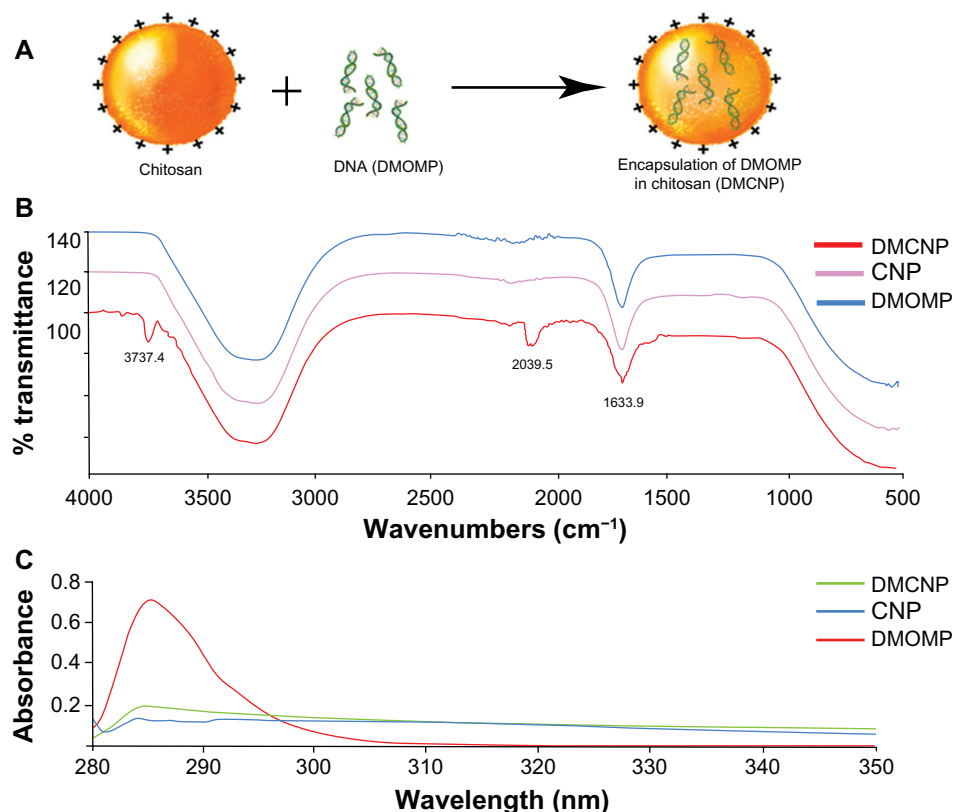 A
Chitosan
+
DNA (DMOMP)
Encapsulation of DMOMP
in chitosan (DMCNP)
B
140
120
100
% transmittance
3737.4
2039.5
1633.9
DMCNP
CNP
DMOMP
4000 3500 3000 2500 2000 1500 1000 500
Wavenumbers (cm⁻¹)
C
0.8
0.6
0.4
0.2
Absorbance
DMCNP
CNP
DMOMP
280 290 300 310 320 330 340 350
Wavelength (nm)